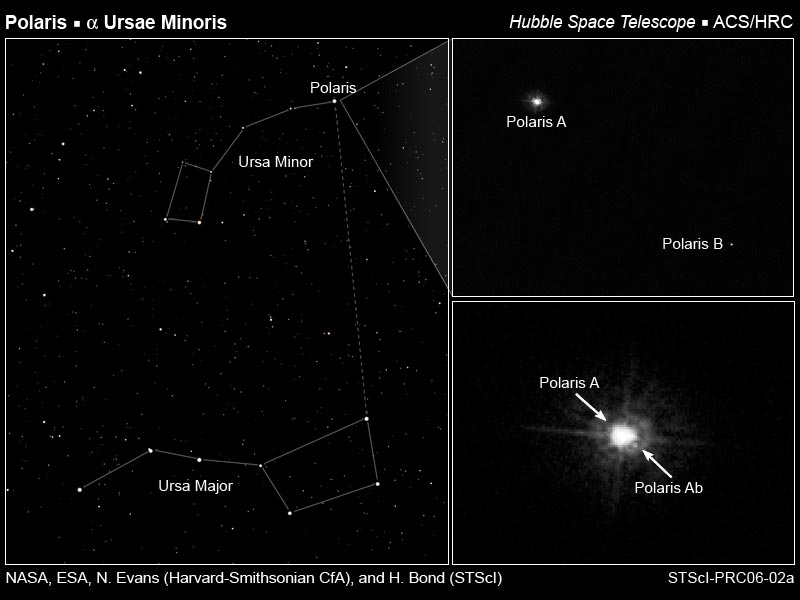 Polaris ▪ α Ursae Minoris
Hubble Space Telescope ▪ ACS/HRC
Polaris
Ursa Minor
Ursa Major
Polaris A
Polaris B
Polaris A
Polaris Ab
NASA, ESA, N. Evans (Harvard-Smithsonian CfA), and H. Bond (STScI)
STScI-PRC06-02a